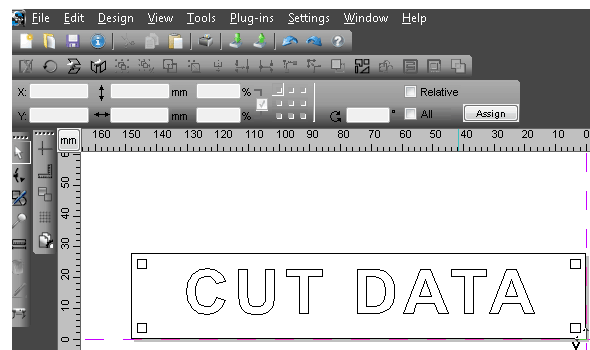 File Edit Design View Tools Plug-ins Settings Window Help
X: mm % Relative
Y: mm % ° All Assign
mm 160 150 140 130 120 110 100 90 80 70 60 50 40 30 20 10 0
50
40
30
20
10
0
CUT DATA